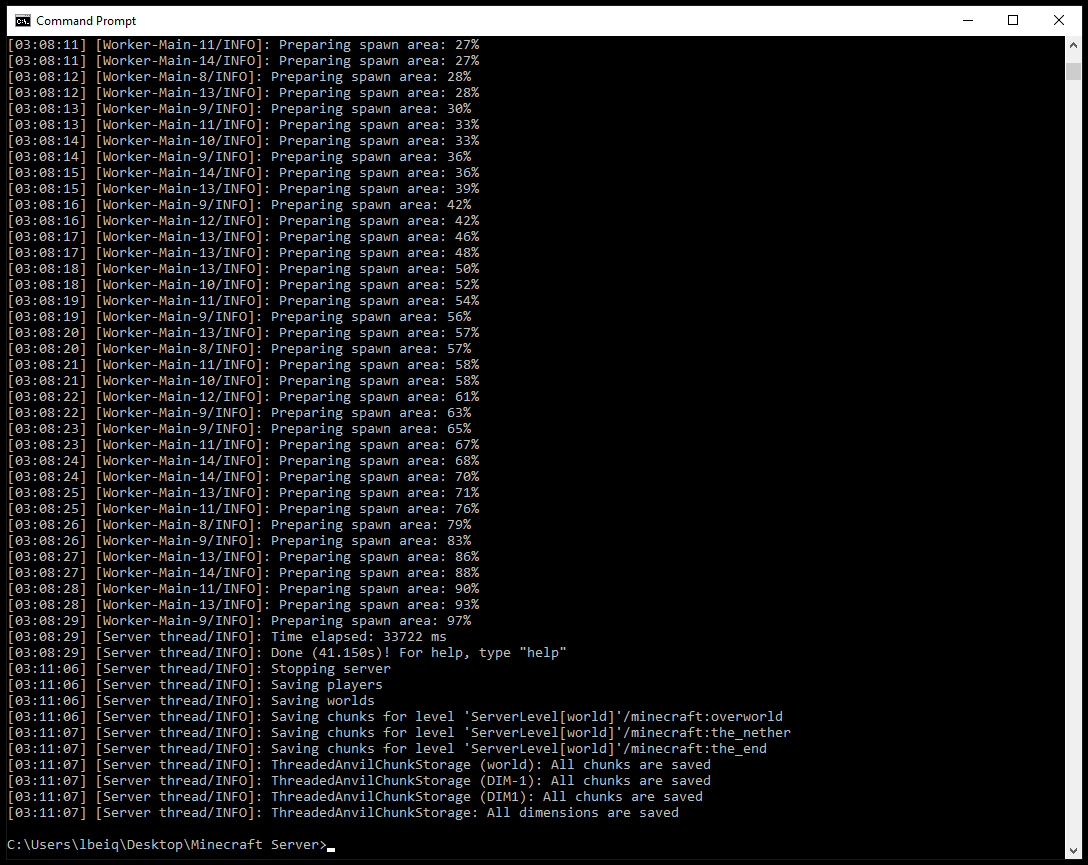 Command Prompt
[03:08:11] [Worker-Main-11/INFO]: Preparing spawn area: 27%
[03:08:11] [Worker-Main-14/INFO]: Preparing spawn area: 27%
[03:08:12] [Worker-Main-8/INFO]: Preparing spawn area: 28%
[03:08:12] [Worker-Main-13/INFO]: Preparing spawn area: 28%
[03:08:13] [Worker-Main-9/INFO]: Preparing spawn area: 30%
[03:08:13] [Worker-Main-11/INFO]: Preparing spawn area: 33%
[03:08:14] [Worker-Main-10/INFO]: Preparing spawn area: 33%
[03:08:14] [Worker-Main-9/INFO]: Preparing spawn area: 36%
[03:08:15] [Worker-Main-14/INFO]: Preparing spawn area: 36%
[03:08:15] [Worker-Main-13/INFO]: Preparing spawn area: 39%
[03:08:16] [Worker-Main-9/INFO]: Preparing spawn area: 42%
[03:08:16] [Worker-Main-12/INFO]: Preparing spawn area: 42%
[03:08:17] [Worker-Main-13/INFO]: Preparing spawn area: 46%
[03:08:17] [Worker-Main-13/INFO]: Preparing spawn area: 48%
[03:08:18] [Worker-Main-13/INFO]: Preparing spawn area: 50%
[03:08:18] [Worker-Main-10/INFO]: Preparing spawn area: 52%
[03:08:19] [Worker-Main-11/INFO]: Preparing spawn area: 54%
[03:08:19] [Worker-Main-9/INFO]: Preparing spawn area: 56%
[03:08:20] [Worker-Main-13/INFO]: Preparing spawn area: 57%
[03:08:20] [Worker-Main-8/INFO]: Preparing spawn area: 57%
[03:08:21] [Worker-Main-11/INFO]: Preparing spawn area: 58%
[03:08:21] [Worker-Main-10/INFO]: Preparing spawn area: 58%
[03:08:22] [Worker-Main-12/INFO]: Preparing spawn area: 61%
[03:08:22] [Worker-Main-9/INFO]: Preparing spawn area: 63%
[03:08:23] [Worker-Main-9/INFO]: Preparing spawn area: 65%
[03:08:23] [Worker-Main-11/INFO]: Preparing spawn area: 67%
[03:08:24] [Worker-Main-14/INFO]: Preparing spawn area: 68%
[03:08:24] [Worker-Main-14/INFO]: Preparing spawn area: 70%
[03:08:25] [Worker-Main-13/INFO]: Preparing spawn area: 71%
[03:08:25] [Worker-Main-11/INFO]: Preparing spawn area: 76%
[03:08:26] [Worker-Main-8/INFO]: Preparing spawn area: 79%
[03:08:26] [Worker-Main-9/INFO]: Preparing spawn area: 83%
[03:08:27] [Worker-Main-13/INFO]: Preparing spawn area: 86%
[03:08:27] [Worker-Main-14/INFO]: Preparing spawn area: 88%
[03:08:28] [Worker-Main-11/INFO]: Preparing spawn area: 90%
[03:08:28] [Worker-Main-13/INFO]: Preparing spawn area: 93%
[03:08:29] [Worker-Main-9/INFO]: Preparing spawn area: 97%
[03:08:29] [Server thread/INFO]: Time elapsed: 33722 ms
[03:08:29] [Server thread/INFO]: Done (41.150s)! For help, type "help"
[03:11:06] [Server thread/INFO]: Stopping server
[03:11:06] [Server thread/INFO]: Saving players
[03:11:06] [Server thread/INFO]: Saving worlds
[03:11:06] [Server thread/INFO]: Saving chunks for level 'ServerLevel[world]'/minecraft:overworld
[03:11:07] [Server thread/INFO]: Saving chunks for level 'ServerLevel[world]'/minecraft:the_nether
[03:11:07] [Server thread/INFO]: Saving chunks for level 'ServerLevel[world]'/minecraft:the_end
[03:11:07] [Server thread/INFO]: ThreadedAnvilChunkStorage (world): All chunks are saved
[03:11:07] [Server thread/INFO]: ThreadedAnvilChunkStorage (DIM-1): All chunks are saved
[03:11:07] [Server thread/INFO]: ThreadedAnvilChunkStorage (DIM1): All chunks are saved
[03:11:07] [Server thread/INFO]: ThreadedAnvilChunkStorage: All dimensions are saved
C:\Users\lbeiq\Desktop\Minecraft Server>